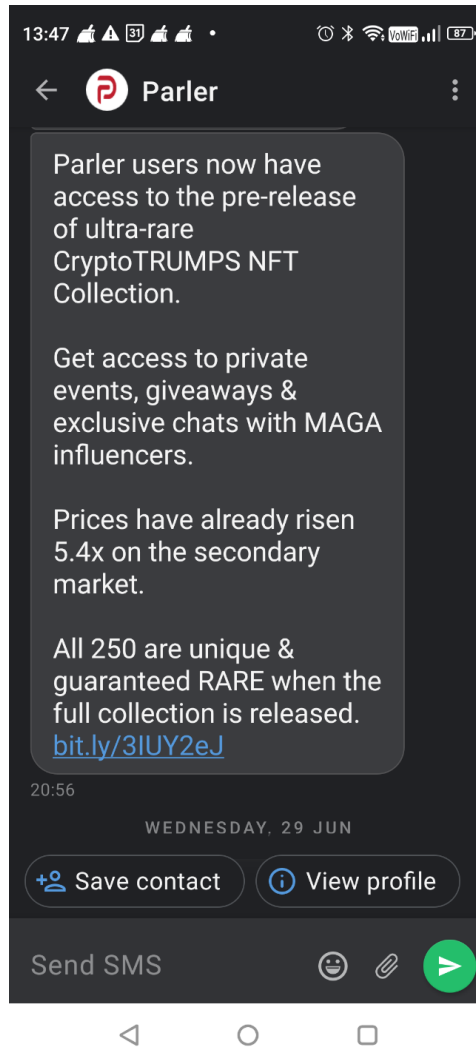 13:47 31 VoWiFi 87
Parler
Parler users now have
access to the pre-release
of ultra-rare
CryptoTRUMPS NFT
Collection.
Get access to private
events, giveaways &
exclusive chats with MAGA
influencers.
Prices have already risen
5.4x on the secondary
market.
All 250 are unique &
guaranteed RARE when the
full collection is released.
bit.ly/3IUY2eJ
20:56
WEDNESDAY, 29 JUN
Save contact
View profile
Send SMS